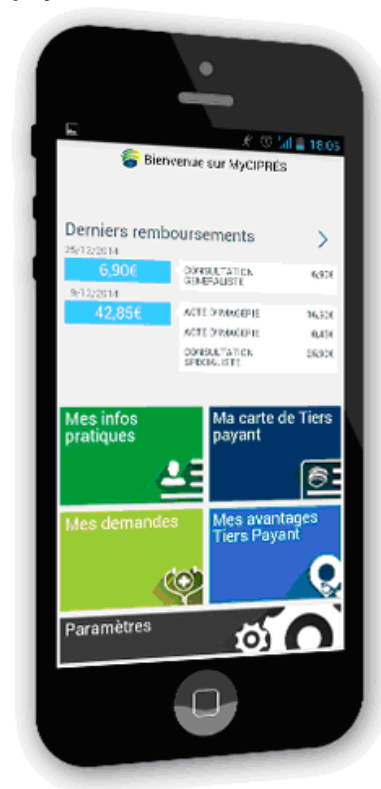 18:05
Bienvenue sur MyCIPRÉS
Derniers remboursements
25/12/2014
6,90€
CONSULTATION
GENERALISTE
6,90€
9/12/2014
42,85€
ACTE D'IMAGERIE
ACTE D'IMAGERIE
CONSULTATION
SPECIALISTE
Mes infos
pratiques
Ma carte de Tiers
payant
Mes demandes
Mes avantages
Tiers Payant
Paramètres